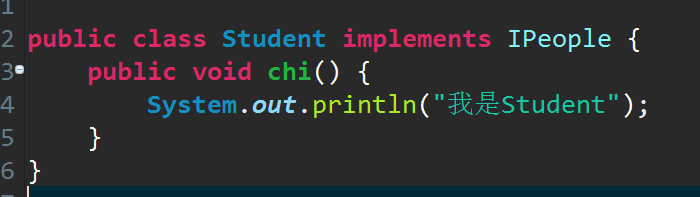 1
2 public class Student implements IPeople {
3 public void chi() {
4 System.out.println("我是Student");
5 }
6 }